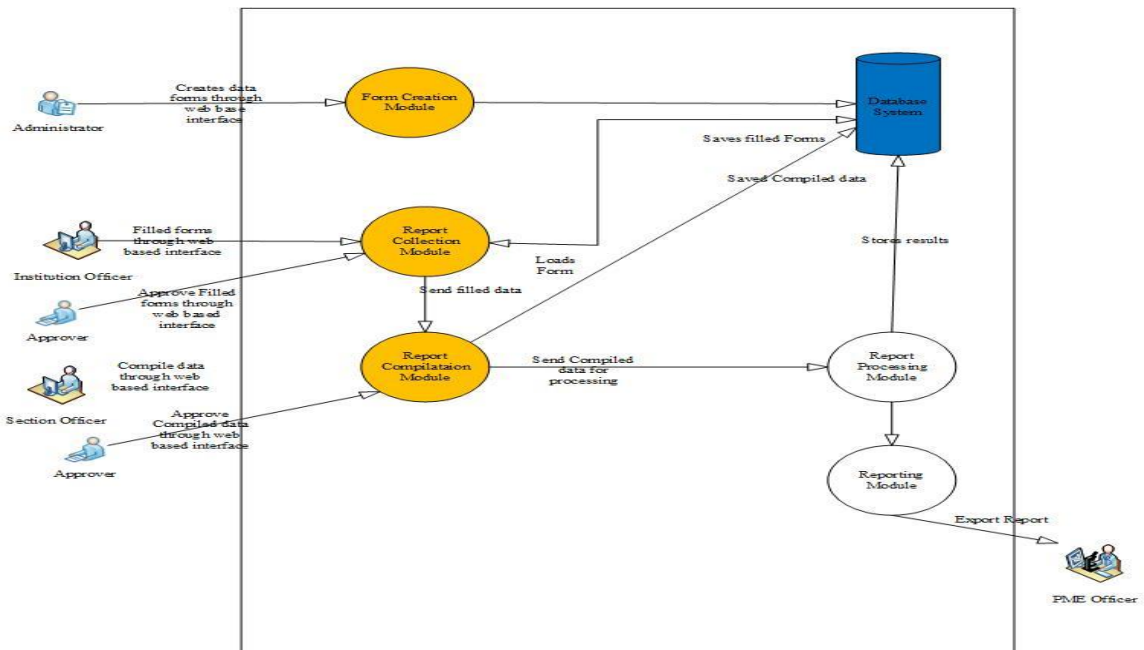 Creates data
forms through
web base
interface
Administrator
Form Creation
Module
Database
System
Saves filled Forms
Saved Compiled data
Filled forms
through web
based interface
Institution Officer
Report
Collection
Module
Loads
Form
Stores results
Approve Filled
forms through
web based
interface
Approver
Send filled data
Compile data
through web
based interface
Section Officer
Report
Compilataion
Module
Send Compiled
data for
processing
Report
Processing
Module
Approve
Compiled data
through web
based interface
Approver
Reporting
Module
Export Report
PME Officer